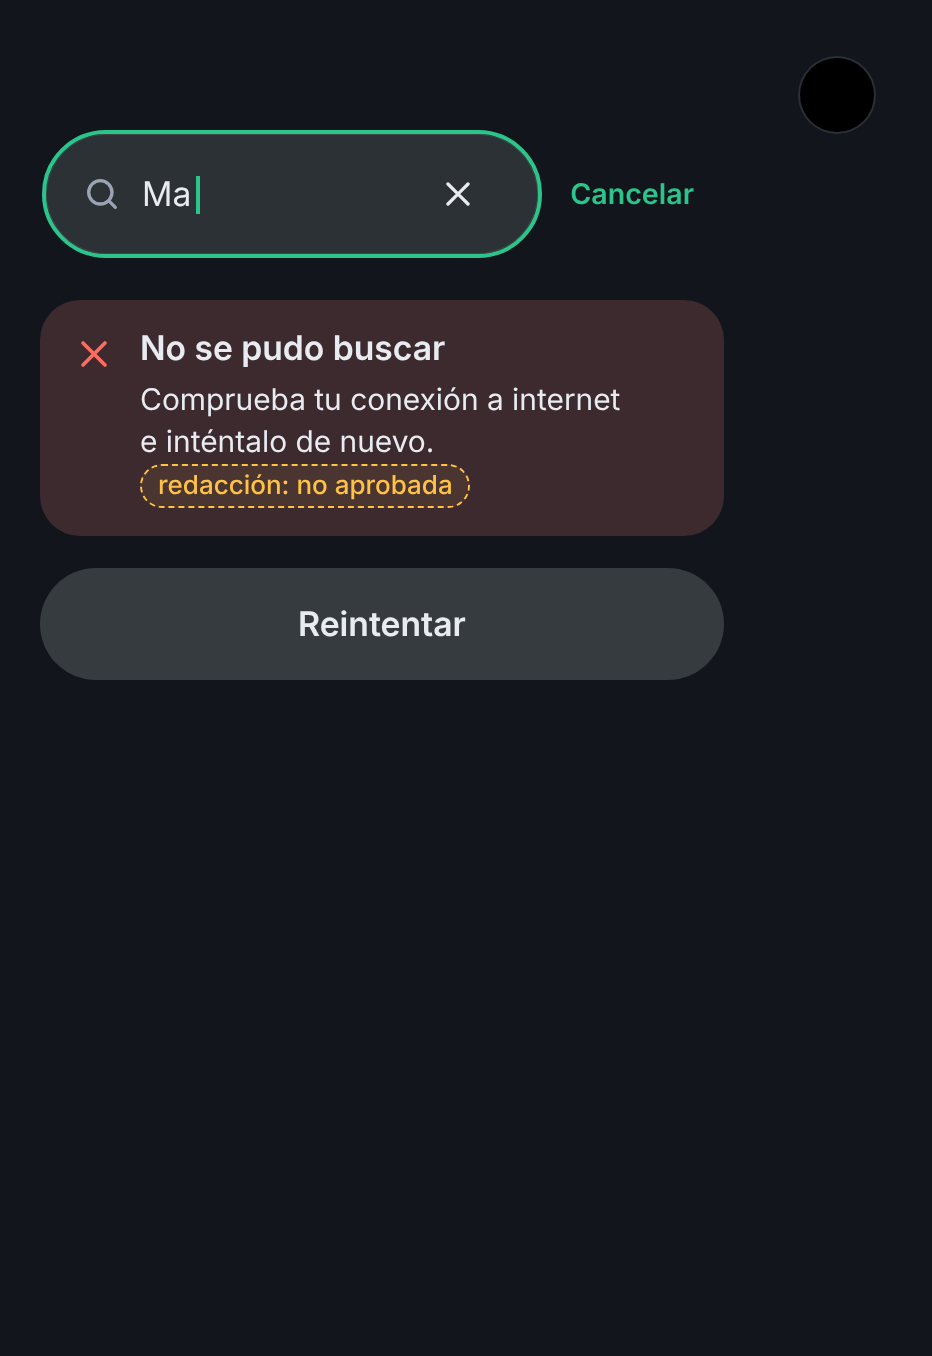 Ma
Cancelar
No se pudo buscar
Comprueba tu conexión a internet
e inténtalo de nuevo.
redacción: no aprobada
Reintentar